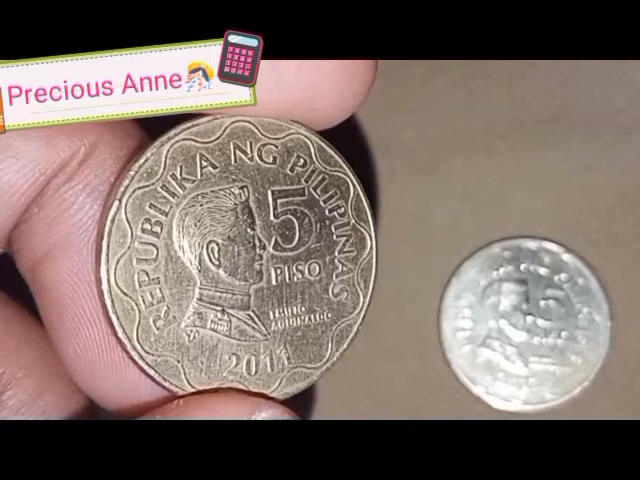 Precious Anne
REPUBLIKA NG PILIPINAS
5
PISO
EMILIO
AGUINALDO